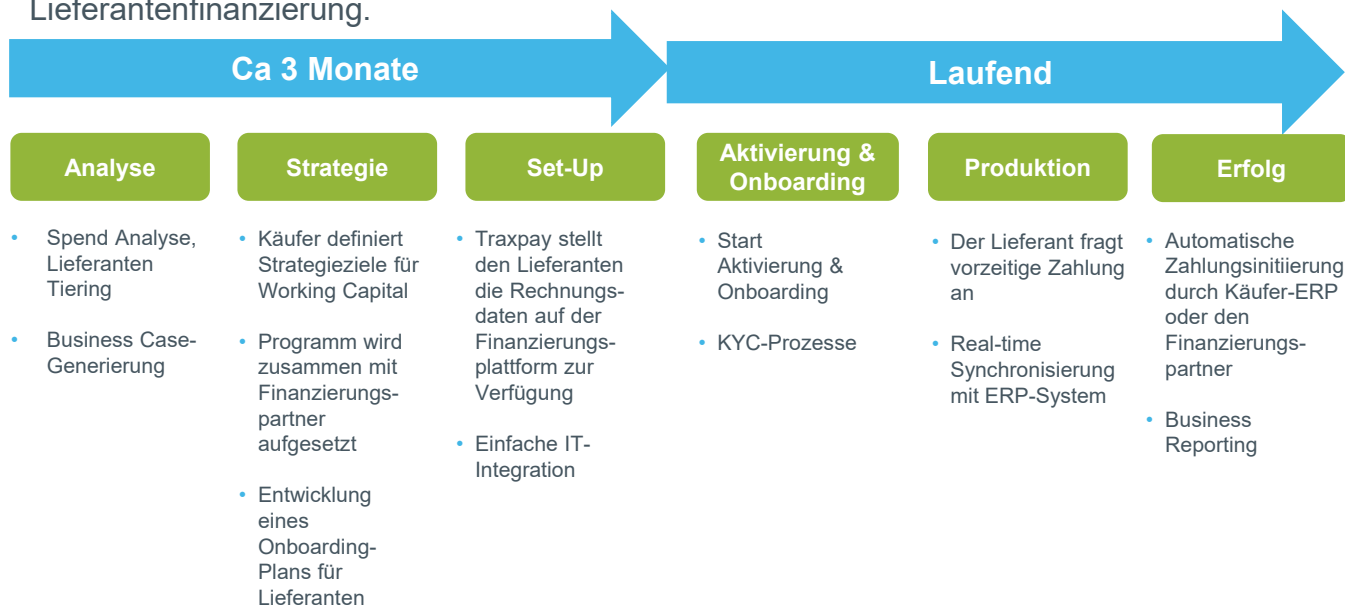 Lieferantenfinanzierung.
Ca 3 Monate
Laufend
Analyse
Strategie
Set-Up
Aktivierung &
Onboarding
Produktion
Erfolg
• Spend Analyse,
Lieferanten
Tiering
• Business Case-
Generierung
• Käufer definiert
Strategieziele für
Working Capital
• Programm wird
zusammen mit
Finanzierungs-
partner
aufgesetzt
• Entwicklung
eines
Onboarding-
Plans für
Lieferanten
• Traxpay stellt
den Lieferanten
die Rechnungs-
daten auf der
Finanzierungs-
plattform zur
Verfügung
• Einfache IT-
Integration
• Start
Aktivierung &
Onboarding
• KYC-Prozesse
• Der Lieferant fragt
vorzeitige Zahlung
an
• Real-time
Synchronisierung
mit ERP-System
• Automatische
Zahlungsinitiierung
durch Käufer-ERP
oder den
Finanzierungs-
partner
• Business
Reporting